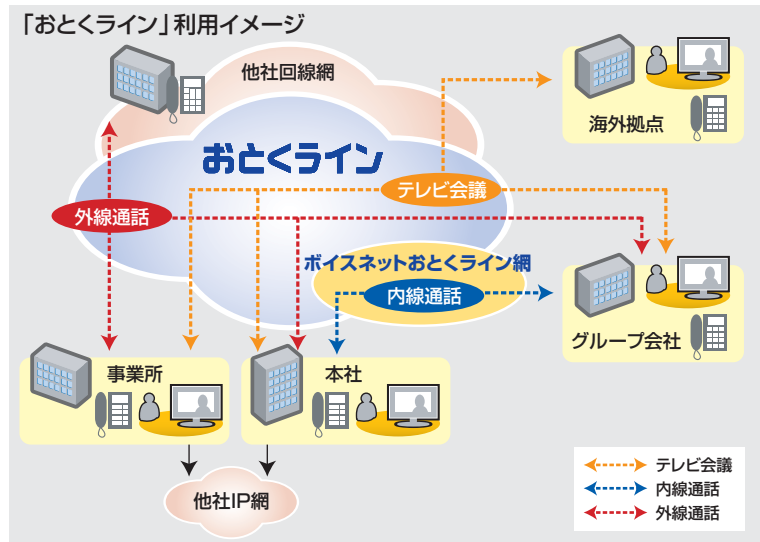 「おとくライン」利用イメージ
他社回線網
おとくライン
海外拠点
テレビ会議
外線通話
ボイスネットおとくライン網
内線通話
グループ会社
事業所
本社
他社IP網
テレビ会議
内線通話
外線通話